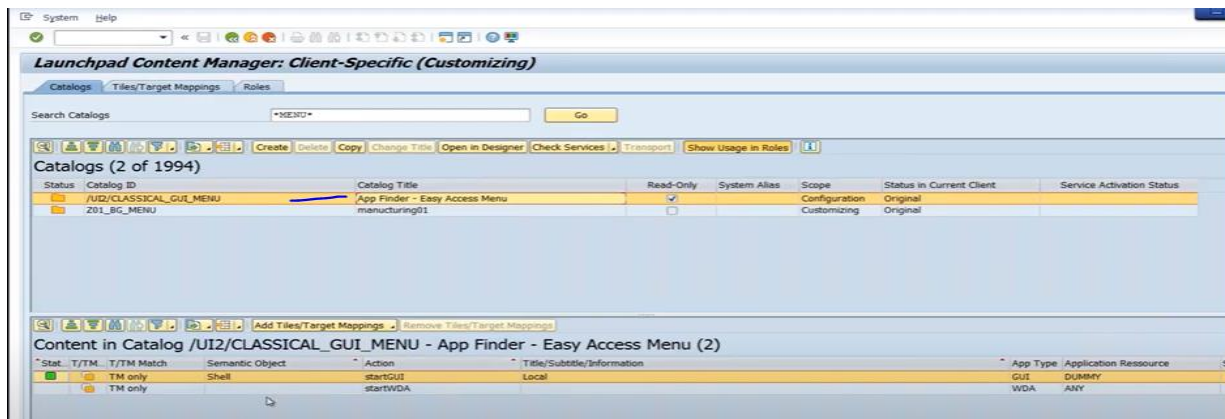 System Help
Launchpad Content Manager: Client-Specific (Customizing)
Catalogs Tiles/Target Mappings Roles
Search Catalogs *MENU* Go
Create Delete Copy Change Title Open in Designer Check Services Transport Show Usage in Roles
Catalogs (2 of 1994)
Status Catalog ID Catalog Title Read-Only System Alias Scope Status in Current Client Service Activation Status
/UI2/CLASSICAL_GUI_MENU App Finder - Easy Access Menu Configuration Original
Z01_BG_MENU manucturing01 Customizing Original
Add Tiles/Target Mappings Remove Tiles/Target Mappings
Content in Catalog /UI2/CLASSICAL_GUI_MENU - App Finder - Easy Access Menu (2)
Stat.. T/TM.. T/TM Match Semantic Object Action Title/Subtitle/Information App Type Application Ressource S
TM only Shell startGUI Local GUI DUMMY
TM only startWDA WDA ANY